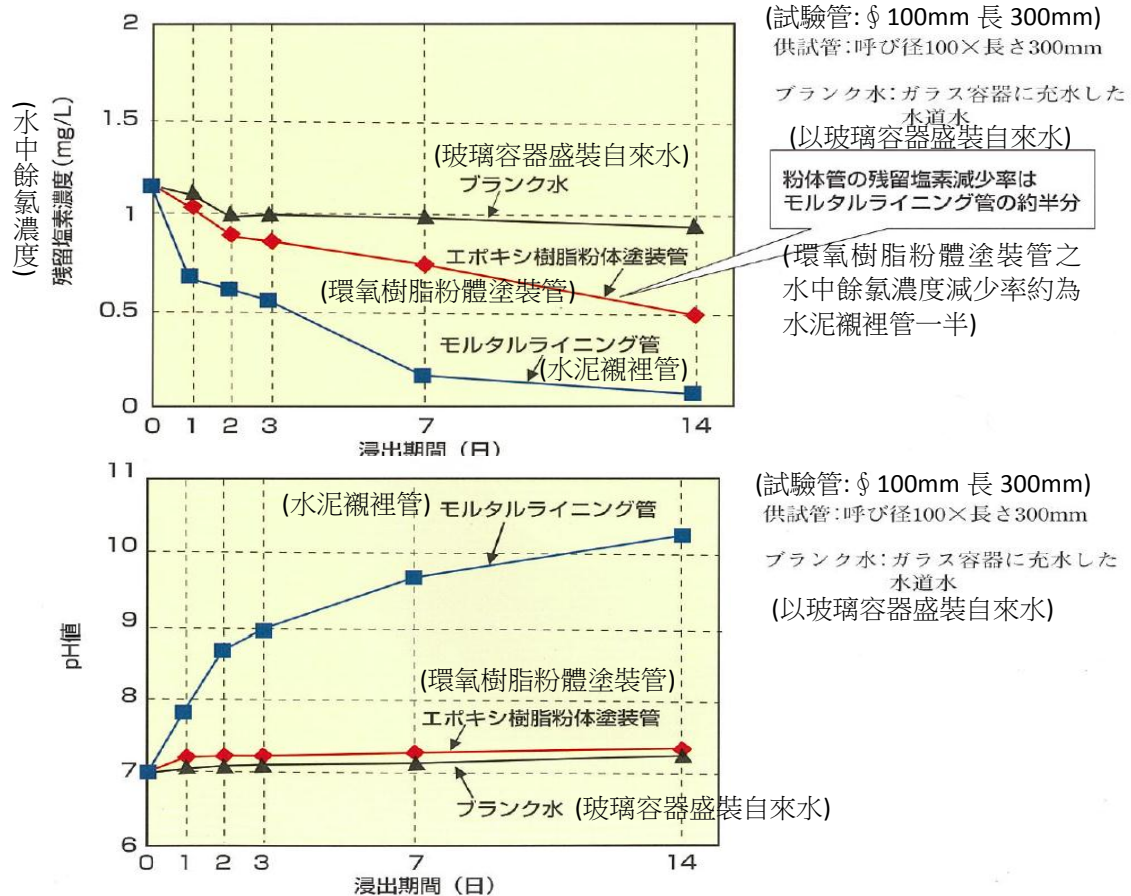 (水中餘氯濃度)
残留塩素濃度(mg/L)
2
1.5
1
0.5
0
(玻璃容器盛裝自來水)
ブランク水
エポキシ樹脂粉体塗装管
(環氧樹脂粉體塗裝管)
モルタルライニング管
(水泥襯裡管)
0 1 2 3 7 14
浸出期間（日）
(試驗管:∮100mm 長 300mm)
供試管:呼び径100×長さ300mm
ブランク水:ガラス容器に充水した
水道水
(以玻璃容器盛裝自來水)
粉体管の残留塩素減少率は
モルタルライニング管の約半分
(環氧樹脂粉體塗裝管之
水中餘氯濃度減少率約為
水泥襯裡管一半)
pH値
11
10
9
8
7
6
(水泥襯裡管) モルタルライニング管
(環氧樹脂粉體塗裝管)
エポキシ樹脂粉体塗装管
ブランク水 (玻璃容器盛裝自來水)
0 1 2 3 7 14
浸出期間（日）
(試驗管:∮100mm 長 300mm)
供試管:呼び径100×長さ300mm
ブランク水:ガラス容器に充水した
水道水
(以玻璃容器盛裝自來水)